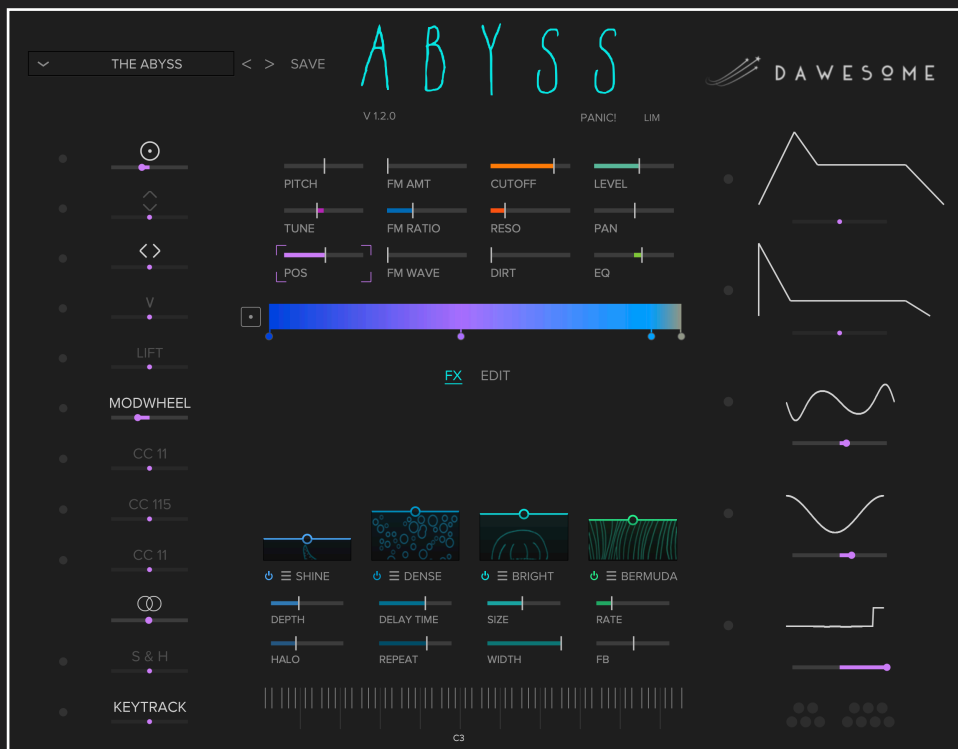 ABYSS
THE ABYSS < > SAVE
DAWESOME
V 1.2.0
PANIC! LIM
PITCH FM AMT CUTOFF LEVEL
TUNE FM RATIO RESO PAN
POS FM WAVE DIRT EQ
V
LIFT
FX EDIT
MODWHEEL
CC 11
CC 115
CC 11
SHINE DENSE BRIGHT BERMUDA
DEPTH DELAY TIME SIZE RATE
HALO REPEAT WIDTH FB
S & H
KEYTRACK
C3